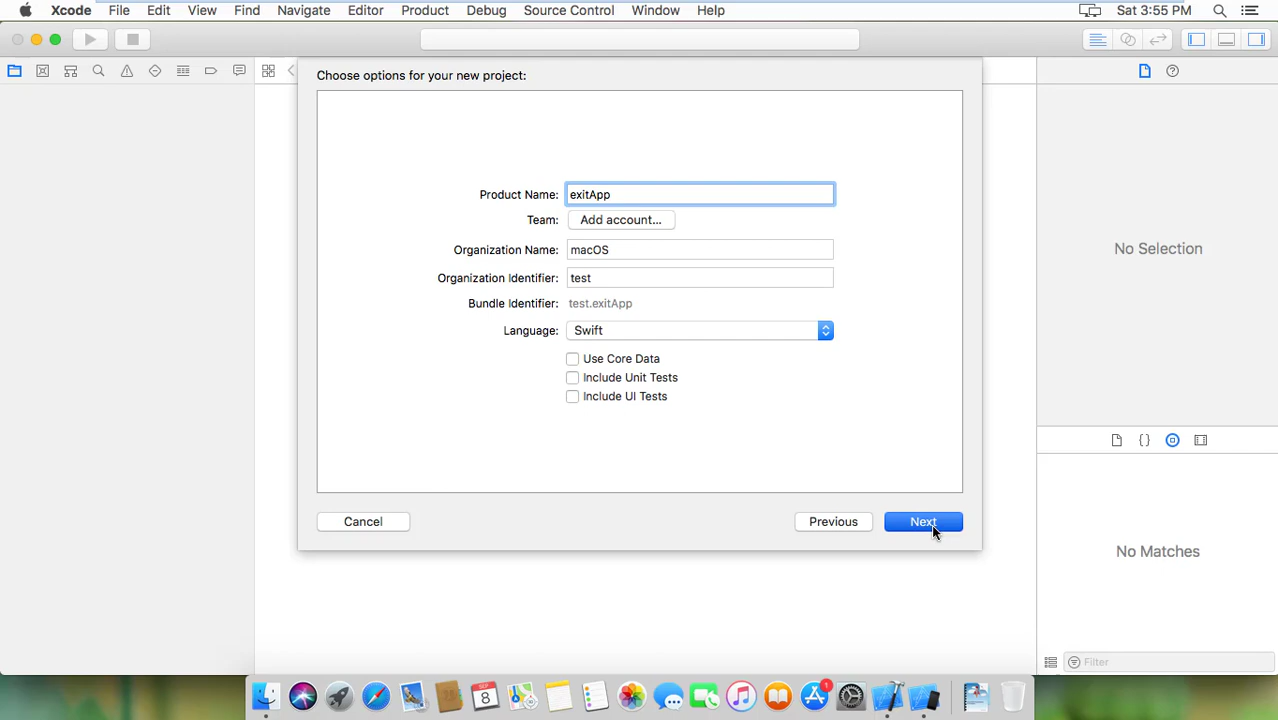 Xcode File Edit View Find Navigate Editor Product Debug Source Control Window Help Sat 3:55 PM
Choose options for your new project:
Product Name: exitApp
Team: Add account...
Organization Name: macOS
Organization Identifier: test
Bundle Identifier: test.exitApp
Language: Swift
Use Core Data
Include Unit Tests
Include UI Tests
Cancel Previous Next
No Selection
No Matches
Filter
SEP
8
1